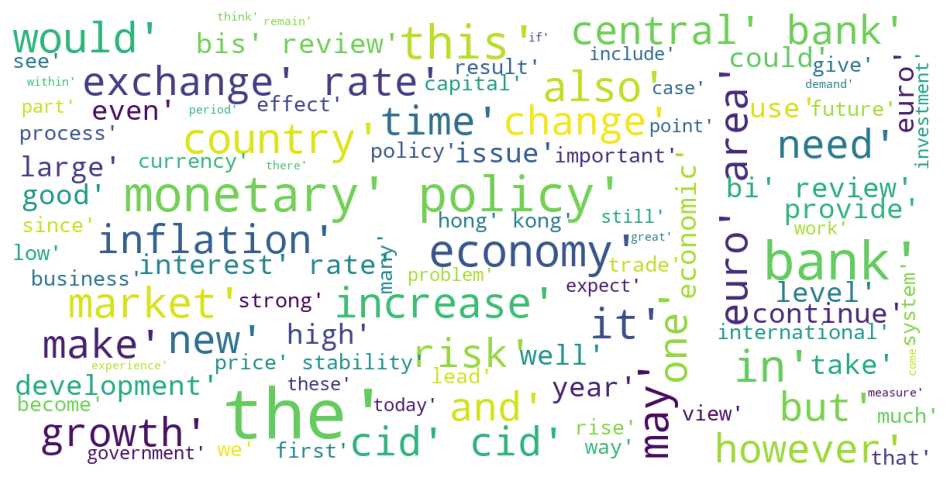 think' remain'
would' bis' review' this' if' central' bank'
see' exchange' rate' result' include' could' give'
within' capital' also' case' demand'
part' even' period' effect' time' change' point' use' future' euro'
process' country' policy' issue' important' need' investment'
large' currency' there' area'
good' monetary' policy' economic' bi' review'
since' hong' kong' still' provide'
low' inflation' economy' great' work'
business' interest' rate' many' problem' trade' bank'
market' strong' increase' expect' euro' level' system'
make' new' high' it' continue' international'
experience' price' stability' risk' well' one in' take' come'
development' these' lead' year' measure'
become' the' today' and' may' view' but' much'
growth' government' we' first' cid' cid' rise' way' however' that'